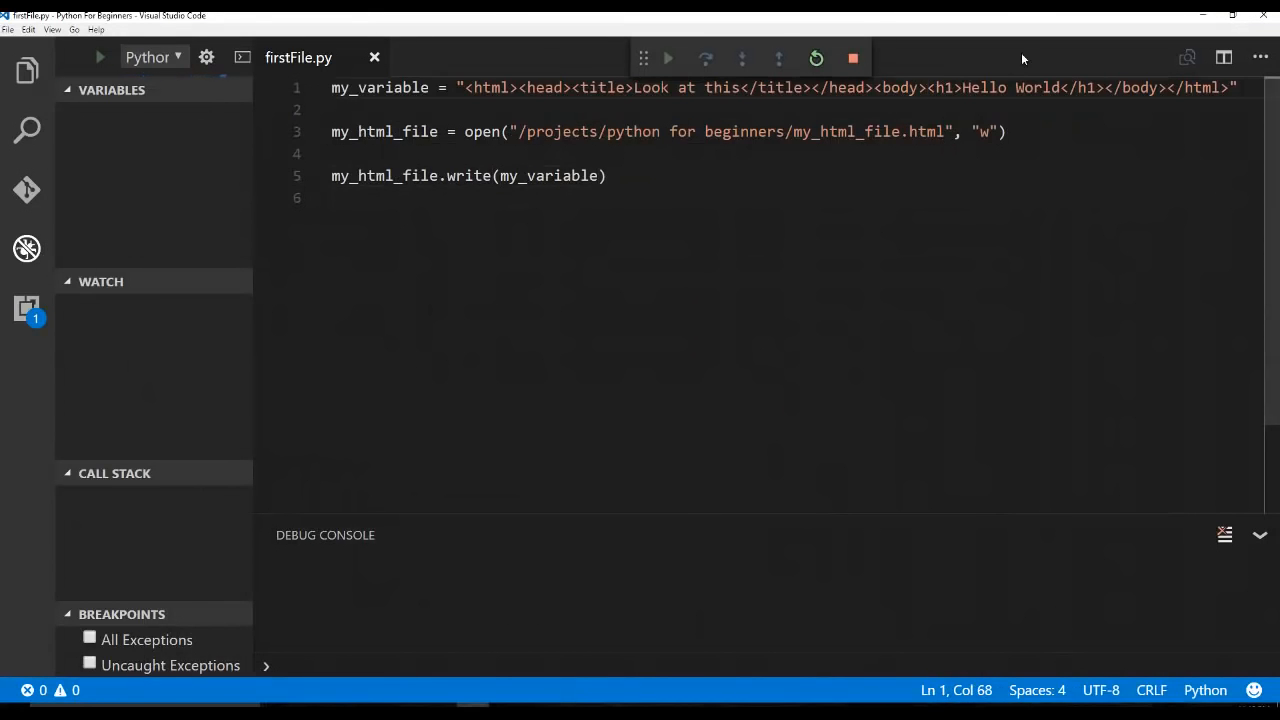 firstFile.py - Python For Beginners - Visual Studio Code
File Edit View Go Help
Python firstFile.py
VARIABLES
WATCH
CALL STACK
BREAKPOINTS
All Exceptions
Uncaught Exceptions
1 my_variable = "<html><head><title>Look at this</title></head><body><h1>Hello World</h1></body></html>"
2
3 my_html_file = open("/projects/python for beginners/my_html_file.html", "w")
4
5 my_html_file.write(my_variable)
6
DEBUG CONSOLE
1
0 0 Ln 1, Col 68 Spaces: 4 UTF-8 CRLF Python